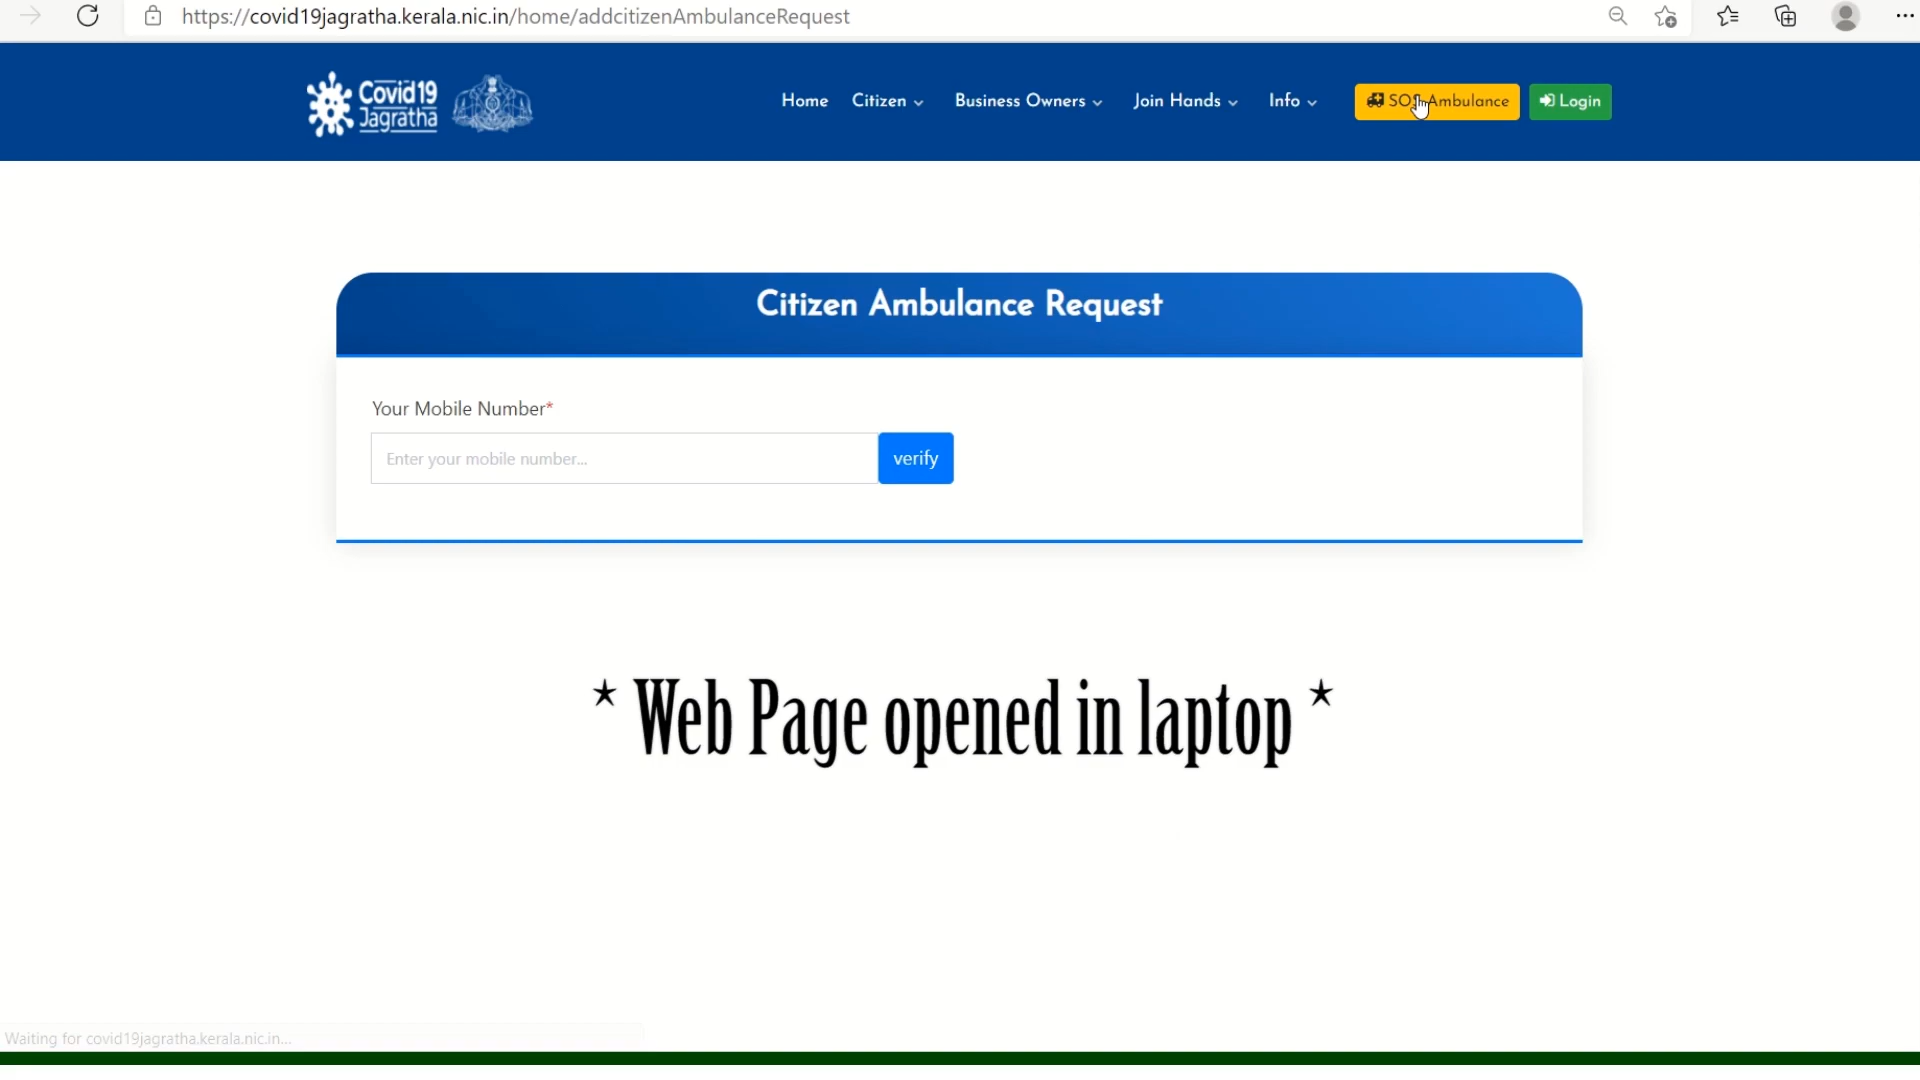 https://covid19jagratha.kerala.nic.in/home/addcitizenAmbulanceRequest
Covid19
Jagratha
Home Citizen Business Owners Join Hands Info SOS Ambulance Login
Citizen Ambulance Request
Your Mobile Number*
Enter your mobile number... verify
* Web Page opened in laptop *
Waiting for covid19jagratha.kerala.nic.in...